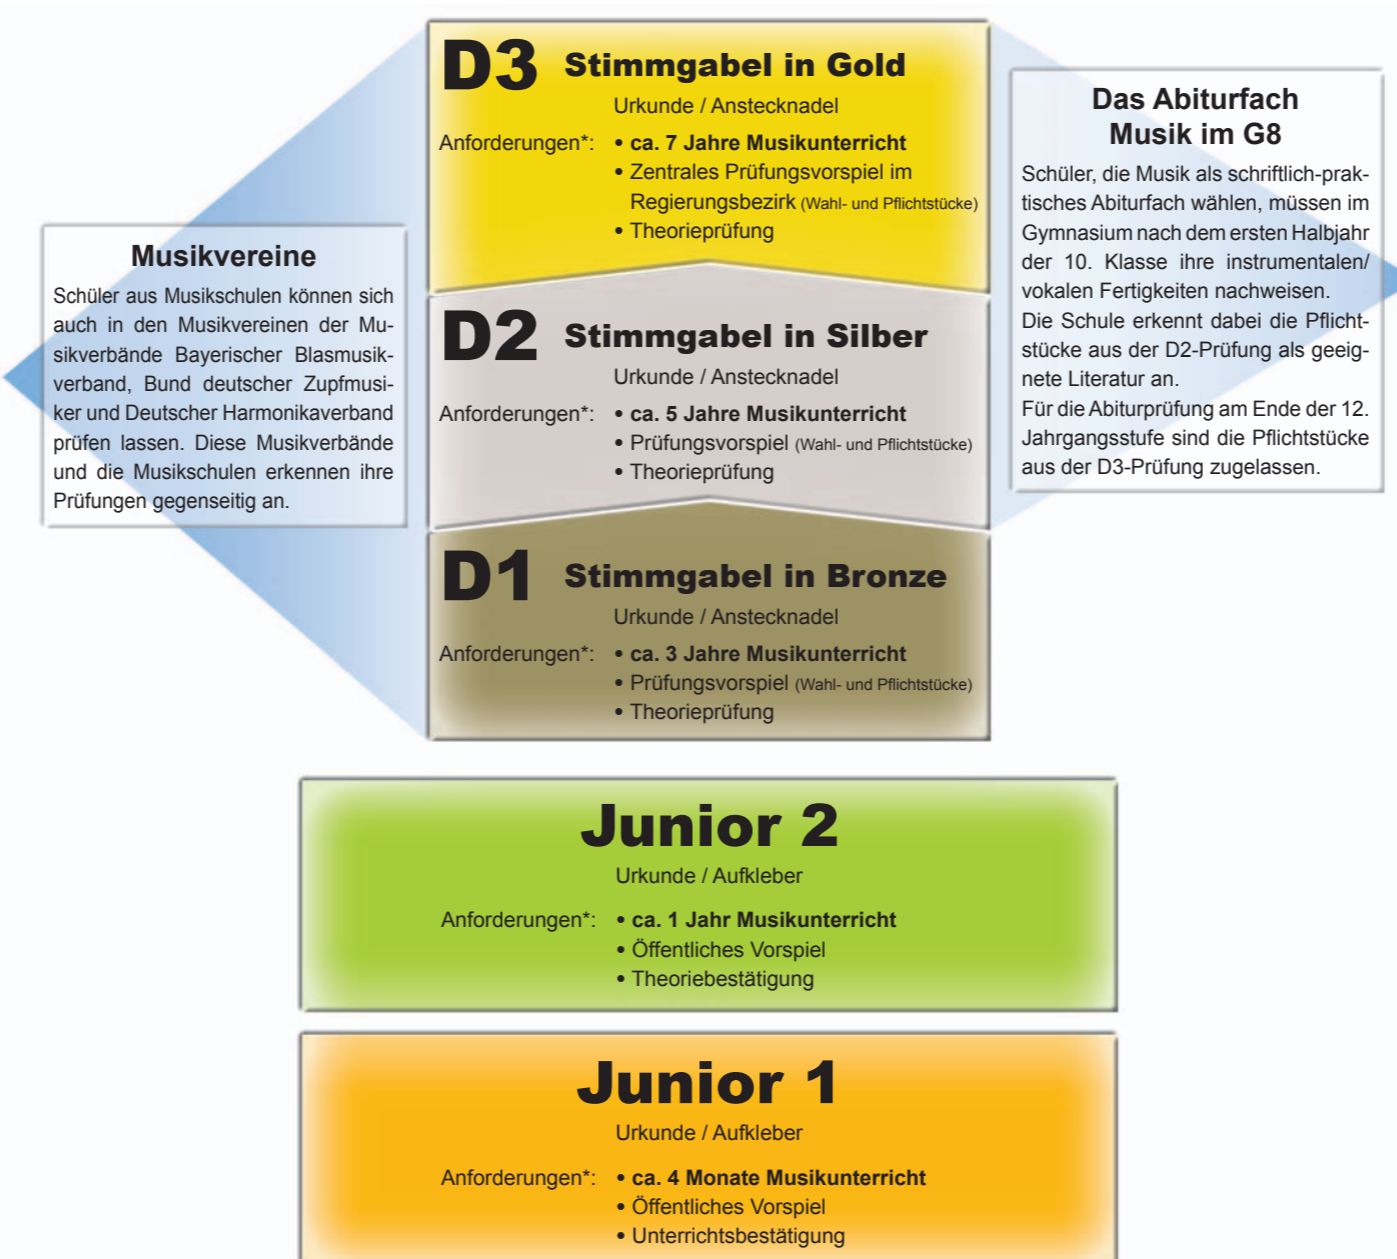 D3 Stimmgabel in Gold
Urkunde / Anstecknadel
Anforderungen*: • ca. 7 Jahre Musikunterricht
• Zentrales Prüfungsvorspiel im
Regierungsbezirk (Wahl- und Pflichtstücke)
• Theorieprüfung
Musikvereine
Schüler aus Musikschulen können sich
auch in den Musikvereinen der Mu-
sikverbände Bayerischer Blasmusik-
verband, Bund deutscher Zupfmusi-
ker und Deutscher Harmonikaverband
prüfen lassen. Diese Musikverbände
und die Musikschulen erkennen ihre
Prüfungen gegenseitig an.
D2 Stimmgabel in Silber
Urkunde / Anstecknadel
Anforderungen*: • ca. 5 Jahre Musikunterricht
• Prüfungsvorspiel (Wahl- und Pflichtstücke)
• Theorieprüfung
Das Abiturfach
Musik im G8
Schüler, die Musik als schriftlich-prak-
tisches Abiturfach wählen, müssen im
Gymnasium nach dem ersten Halbjahr
der 10. Klasse ihre instrumentalen/
vokalen Fertigkeiten nachweisen.
Die Schule erkennt dabei die Pflicht-
stücke aus der D2-Prüfung als geeig-
nete Literatur an.
Für die Abiturprüfung am Ende der 12.
Jahrgangsstufe sind die Pflichtstücke
aus der D3-Prüfung zugelassen.
D1 Stimmgabel in Bronze
Urkunde / Anstecknadel
Anforderungen*: • ca. 3 Jahre Musikunterricht
• Prüfungsvorspiel (Wahl- und Pflichtstücke)
• Theorieprüfung
Junior 2
Urkunde / Aufkleber
Anforderungen*: • ca. 1 Jahr Musikunterricht
• Öffentliches Vorspiel
• Theoriebestätigung
Junior 1
Urkunde / Aufkleber
Anforderungen*: • ca. 4 Monate Musikunterricht
• Öffentliches Vorspiel
• Unterrichtsbestätigung